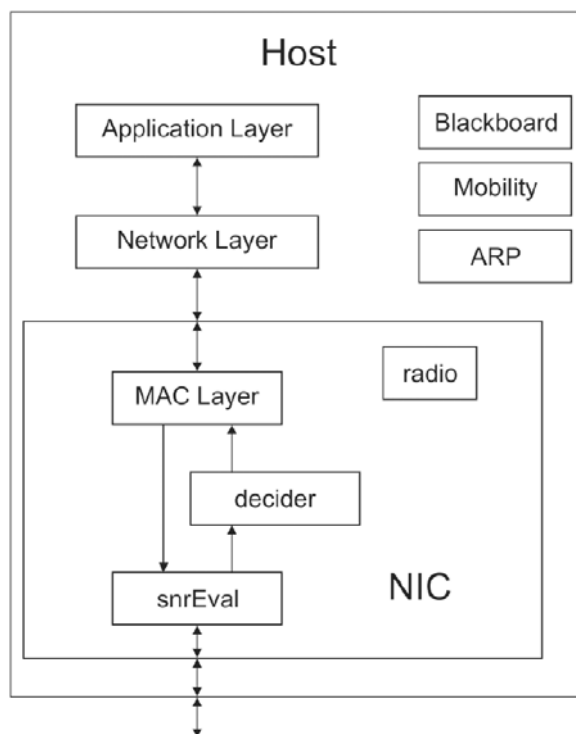 Host
Application Layer
Blackboard
Mobility
Network Layer
ARP
radio
MAC Layer
decider
snrEval
NIC